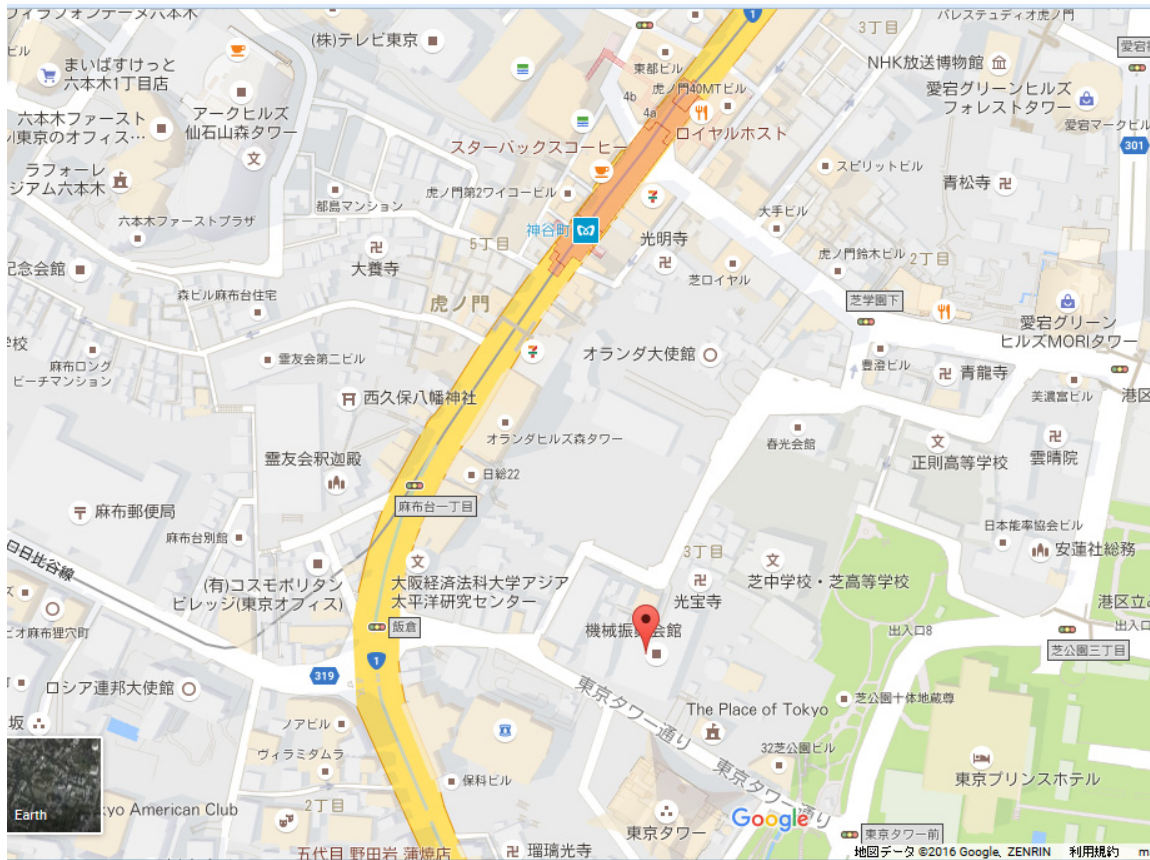 ヴィラフォンテーヌ六本木
(株)テレビ東京
3丁目
パレステュディオ虎ノ門
まいばすけっと
六本木1丁目店
アークヒルズ
仙石山森タワー
東都ビル
4b
4a
虎ノ門40MTビル
ロイヤルホスト
NHK放送博物館
愛宕グリーンヒルズ
フォレストタワー
愛宕マークビル
301
六本木ファースト
東京のオフィス…
スターバックスコーヒー
スピリットビル
ラフォーレ
ジアム六本木
青松寺
都島マンション
虎ノ門第2ワイコービル
六本木ファーストプラザ
大手ビル
神谷町
光明寺
5丁目
大養寺
記念会館
芝ロイヤル
虎ノ門鈴木ビル
2丁目
森ビル麻布台住宅
虎ノ門
芝学園下
愛宕グリーン
ヒルズMORIタワー
学校
麻布ロング
ビーチマンション
霊友会第二ビル
オランダ大使館
豊澄ビル
青龍寺
美濃富ビル
港区
西久保八幡神社
オランダヒルズ森タワー
春光会館
正則高等学校
雲晴院
霊友会釈迦殿
日総22
麻布台一丁目
麻布郵便局
麻布台別館
日本能率協会ビル
安蓮社総務
日日比谷線
(有)コスモポリタン
ビレッジ(東京オフィス)
大阪経済法科大学アジア
太平洋研究センター
3丁目
芝中学校・芝高等学校
光宝寺
港区立
ビオ麻布狸穴町
飯倉
機械振 会館
出入口8
出入口
芝公園三丁目
1
319
ロシア連邦大使館
東京タワー通り
The Place of Tokyo
芝公園十体地蔵尊
坂
ノアビル
32芝公園ビル
ヴィラミタムラ
保科ビル
東京タワー通り
東京プリンスホテル
Earth
kyo American Club
2丁目
東京タワー
Google
東京タワー前
五代目 野田岩 蒲焼店
瑠璃光寺
地図データ ©2016 Google, ZENRIN
利用規約